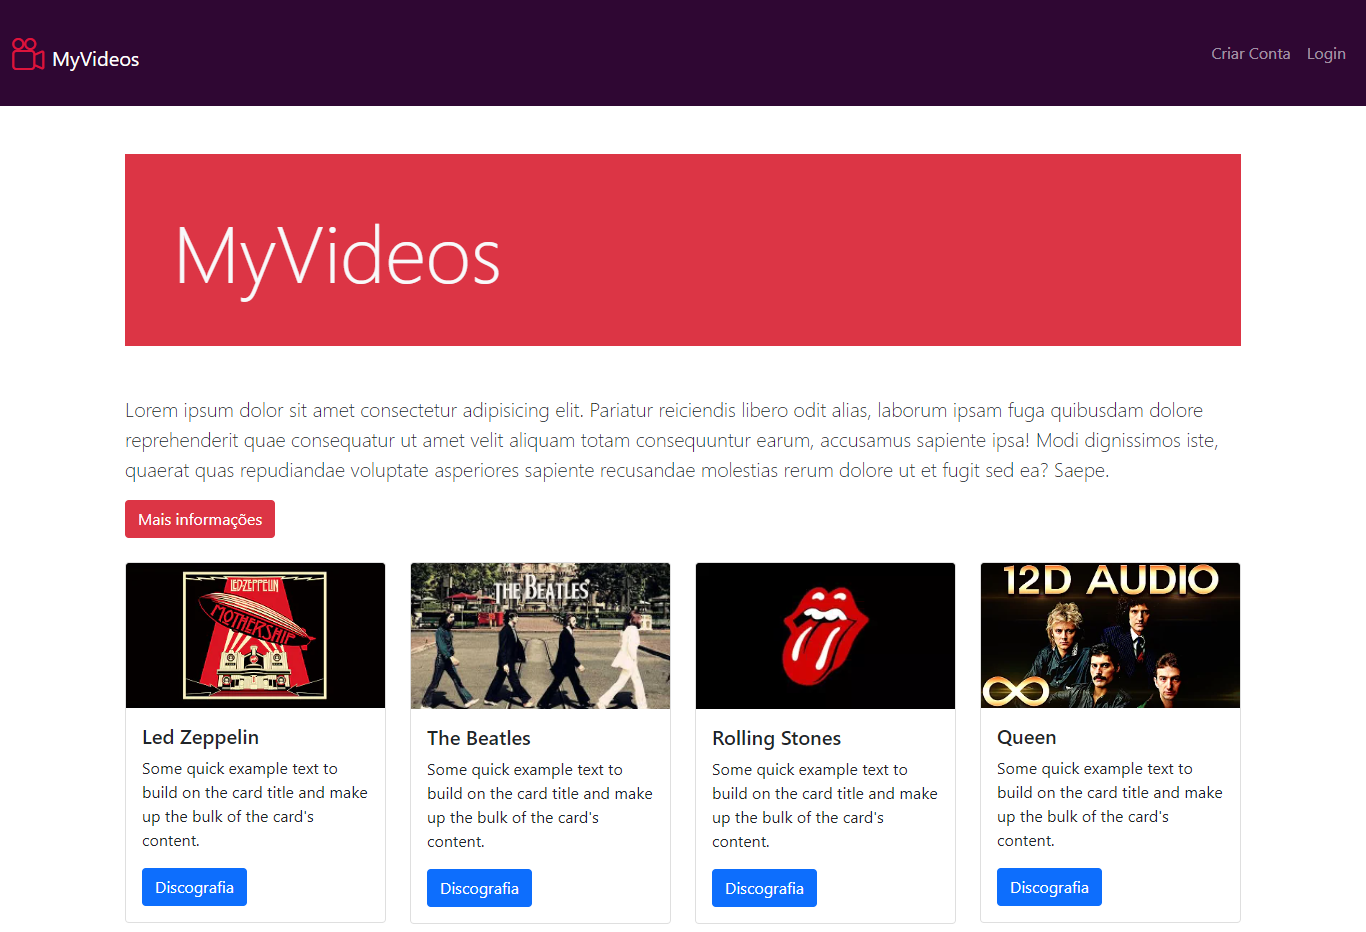 MyVideos
Criar Conta Login
MyVideos
Lorem ipsum dolor sit amet consectetur adipisicing elit. Pariatur reiciendis libero odit alias, laborum ipsam fuga quibusdam dolore
reprehenderit quae consequatur ut amet velit aliquam totam consequuntur earum, accusamus sapiente ipsa! Modi dignissimos iste,
quaerat quas repudiandae voluptate asperiores sapiente recusandae molestias rerum dolore ut et fugit sed ea? Saepe.
Mais informações
LED ZEPPELIN
MOTHERSHIP
Led Zeppelin
Some quick example text to
build on the card title and make
up the bulk of the card's
content.
Discografia
THE BEATLES
The Beatles
Some quick example text to
build on the card title and make
up the bulk of the card's
content.
Discografia
Rolling Stones
Some quick example text to
build on the card title and make
up the bulk of the card's
content.
Discografia
12D AUDIO
Queen
Some quick example text to
build on the card title and make
up the bulk of the card's
content.
Discografia